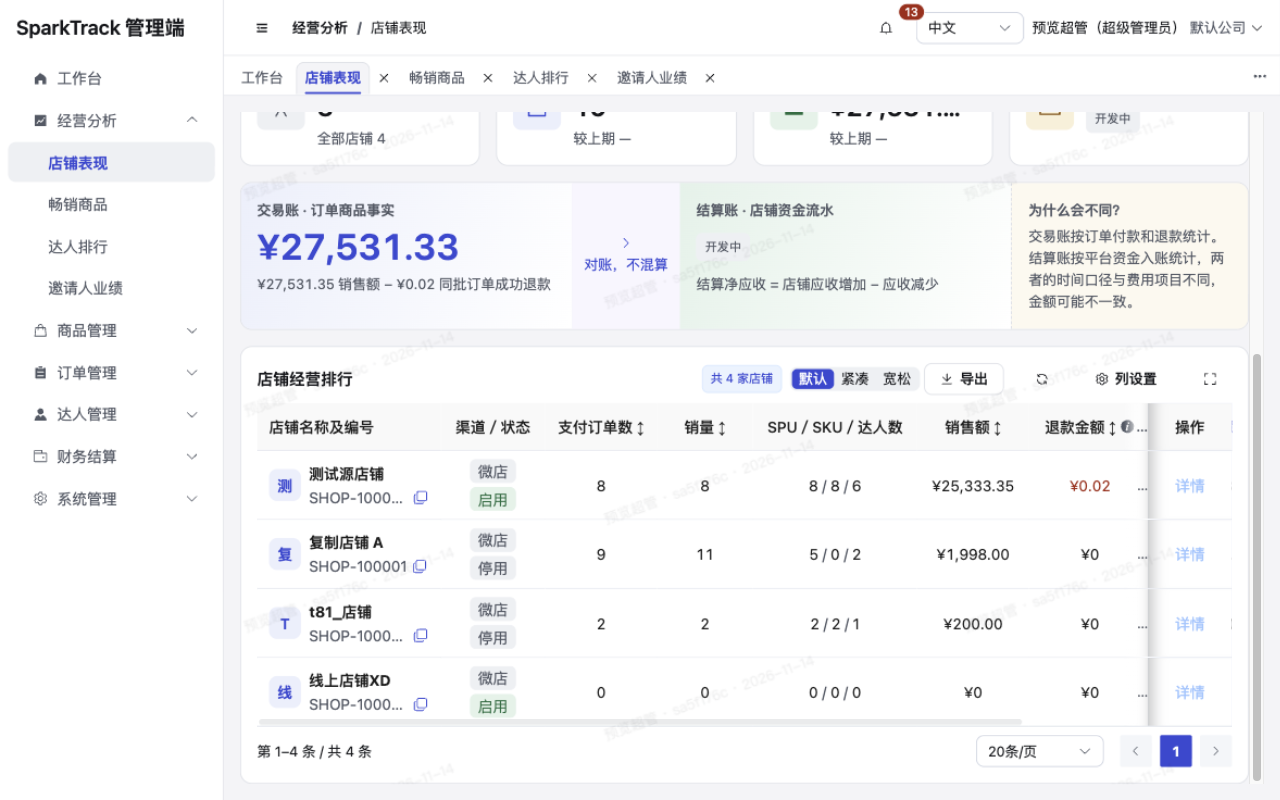 SparkTrack 管理端
经营分析 / 店铺表现
13
中文
预览超管（超级管理员）
默认公司
工作台
经营分析
店铺表现
畅销商品
达人排行
邀请人业绩
商品管理
订单管理
达人管理
财务结算
系统管理
工作台
店铺表现
畅销商品
达人排行
邀请人业绩
全部店铺 4
较上期 —
较上期 —
开发中
交易账 · 订单商品事实
¥27,531.33
¥27,531.35 销售额 − ¥0.02 同批订单成功退款
对账，不混算
结算账 · 店铺资金流水
开发中
结算净应收 = 店铺应收增加 − 应收减少
为什么会不同?
交易账按订单付款和退款统计。
结算账按平台资金入账统计，两
者的时间口径与费用项目不同，
金额可能不一致。
店铺经营排行
共 4 家店铺
默认 紧凑 宽松
导出
列设置
店铺名称及编号 渠道 / 状态 支付订单数 销量 SPU / SKU / 达人数 销售额 退款金额 ... 操作
测 测试源店铺 SHOP-1000... 微店 启用 8 8 8 / 8 / 6 ¥25,333.35 ¥0.02 ... 详情
复 复制店铺 A SHOP-100001 微店 停用 9 11 5 / 0 / 2 ¥1,998.00 ¥0 ... 详情
T t81_店铺 SHOP-1000... 微店 停用 2 2 2 / 2 / 1 ¥200.00 ¥0 ... 详情
线 线上店铺XD SHOP-1000... 微店 启用 0 0 0 / 0 / 0 ¥0 ¥0 ... 详情
第 1–4 条 / 共 4 条
20条/页
1
预览超管 · sa5f176c · 2026-11-14